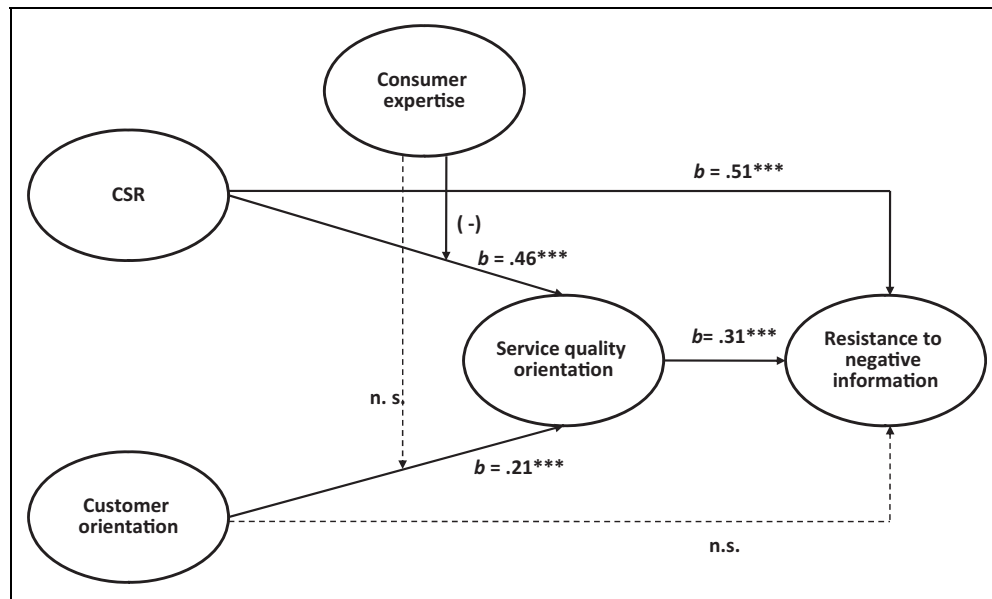 Consumer
expertise
CSR
b = .51***
( -)
b = .46***
Service quality
orientation
b= .31***
Resistance to
negative
information
n. s.
b = .21***
Customer
orientation
n.s.